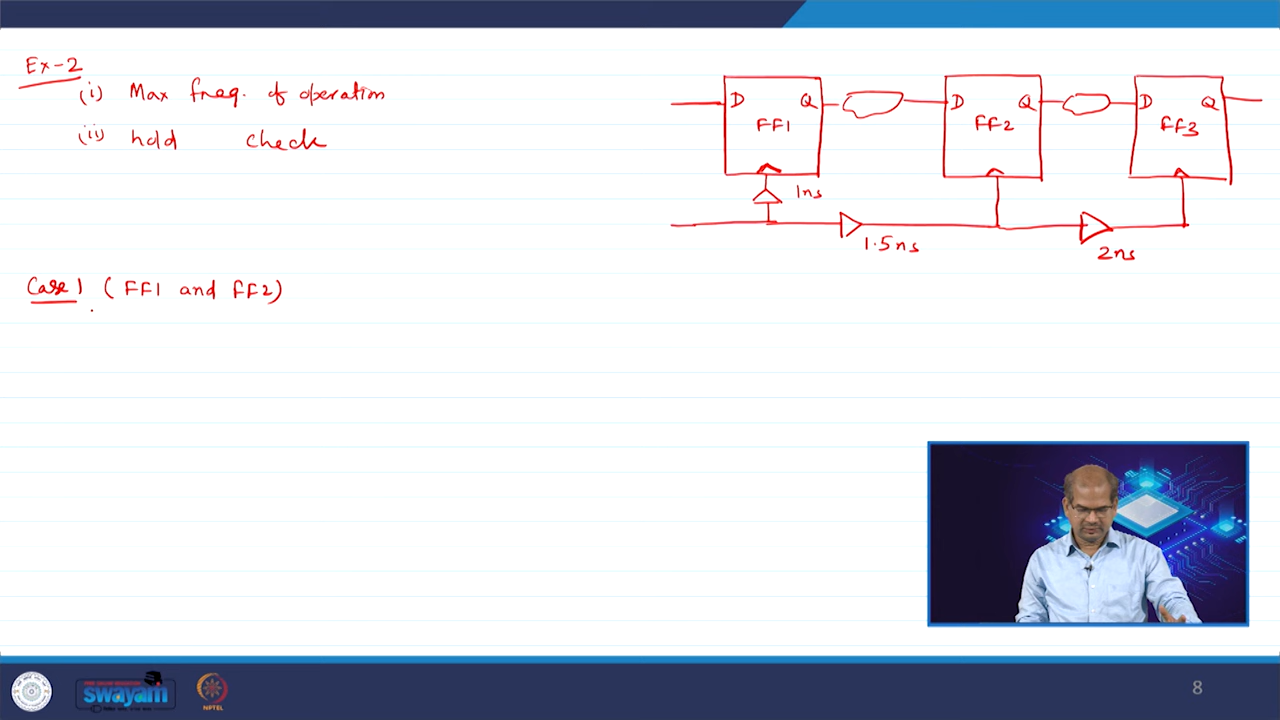 Ex-2
(i) Max freq. of operation
(ii) hold check
D Q FF1
D Q FF2
D Q FF3
1ns
1.5ns
2ns
Case 1 (FF1 and FF2)
swayam
NPTEL
8